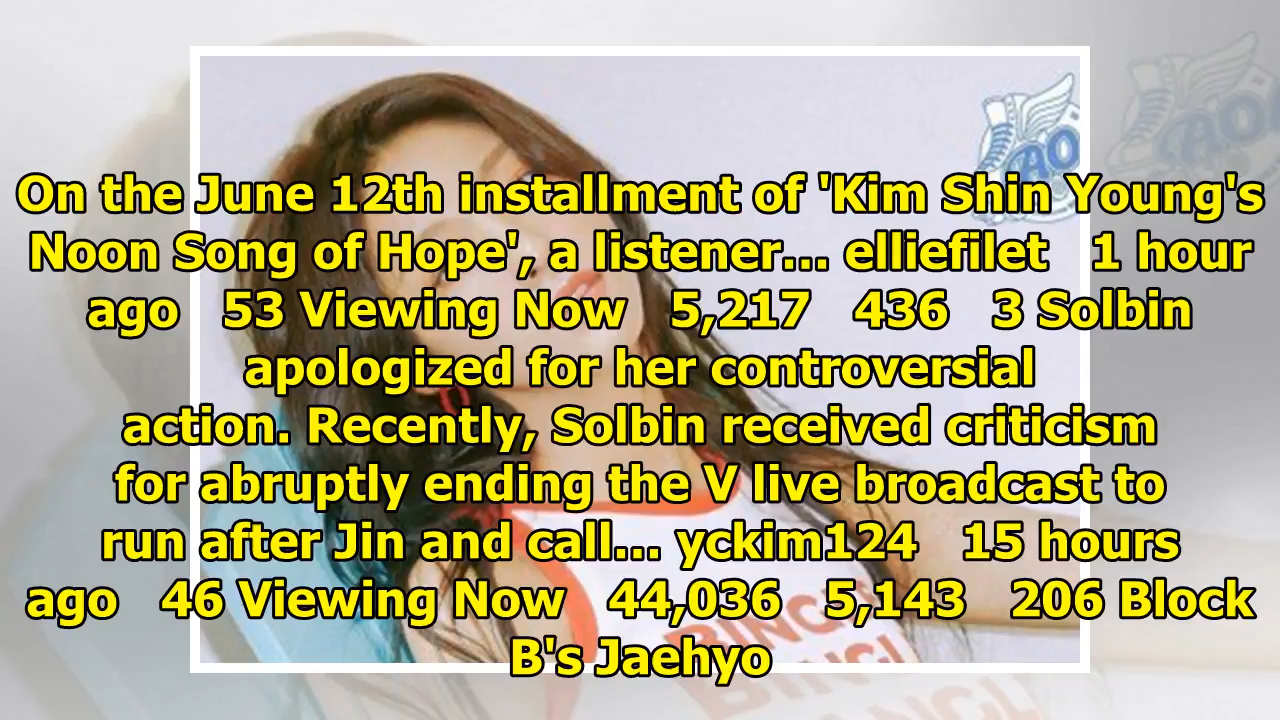 On the June 12th installment of 'Kim Shin Young's
Noon Song of Hope', a listener... elliefilet 1 hour
ago 53 Viewing Now 5,217 436 3 Solbin
apologized for her controversial
action. Recently, Solbin received criticism
for abruptly ending the V live broadcast to
run after Jin and call... yckim124 15 hours
ago 46 Viewing Now 44,036 5,143 206 Block
B's Jaehyo
AO
AO
BINGL